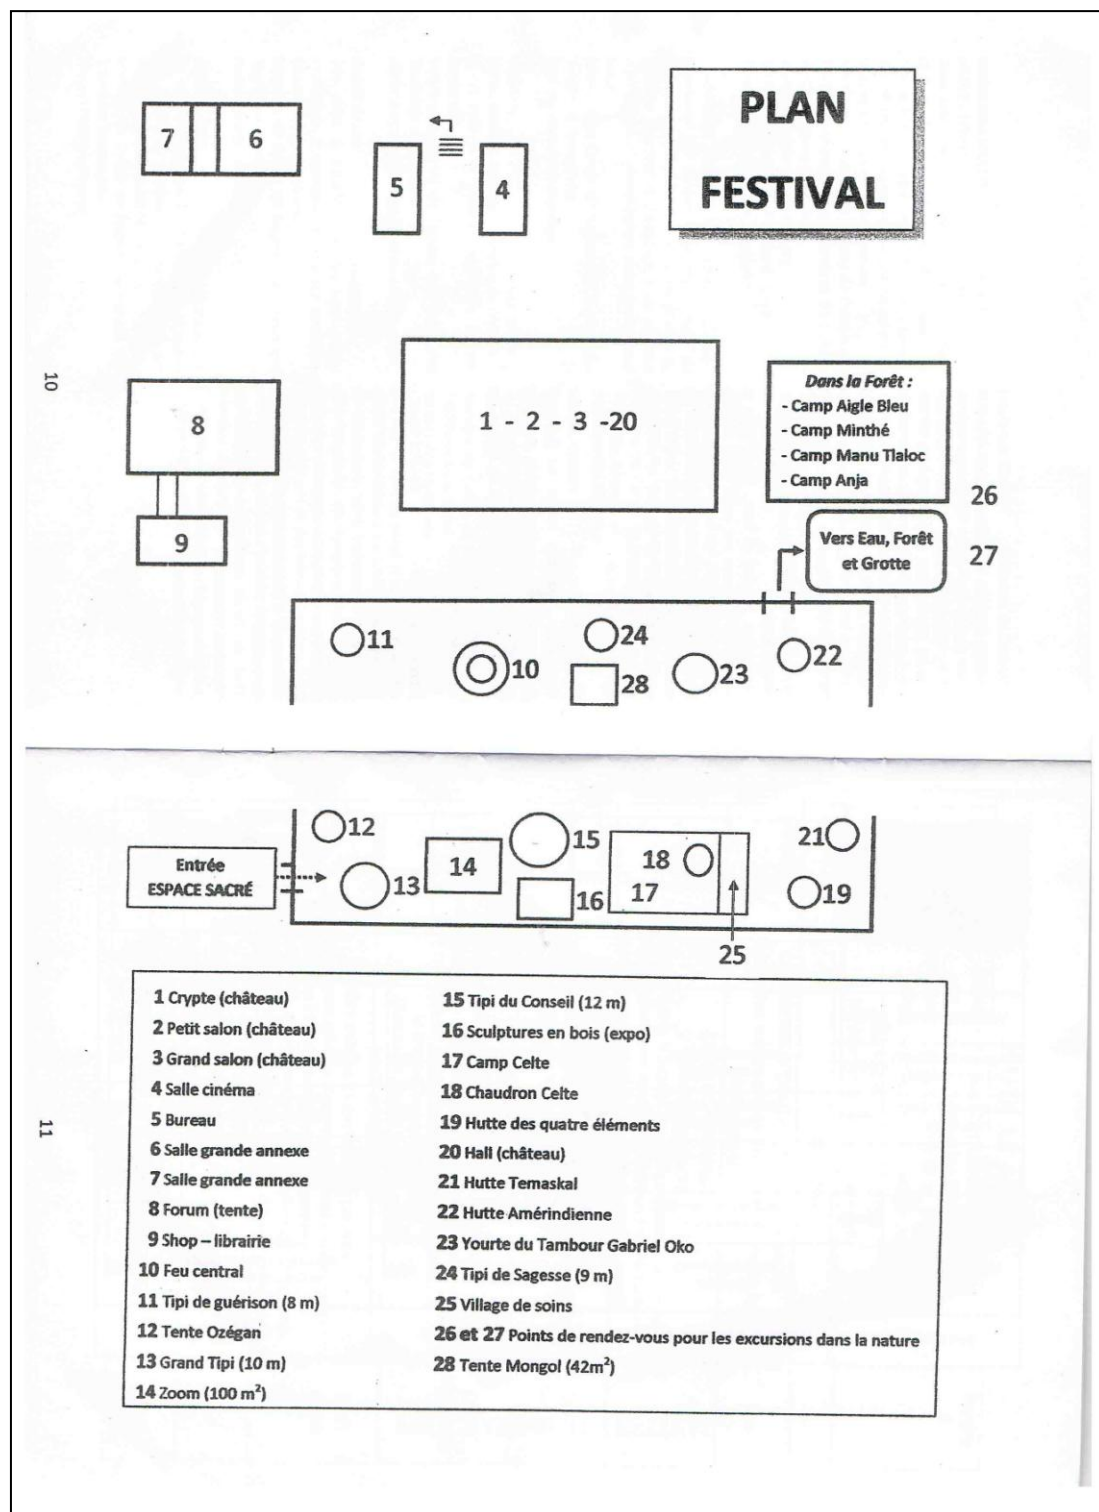 PLAN
FESTIVAL
7
6
5
4
10
8
1 - 2 - 3 -20
Dans la Forêt :
- Camp Aigle Bleu
- Camp Minthé
- Camp Manu Tlaloc
- Camp Anja
26
9
Vers Eau, Forêt
et Grotte
27
11
10
24
28
23
22
12
Entrée
ESPACE SACRÉ
13
14
15
16
18
17
21
19
25
11
1 Crypte (château)
2 Petit salon (château)
3 Grand salon (château)
4 Salle cinéma
5 Bureau
6 Salle grande annexe
7 Salle grande annexe
8 Forum (tente)
9 Shop – librairie
10 Feu central
11 Tipi de guérison (8 m)
12 Tente Ozégan
13 Grand Tipi (10 m)
14 Zoom (100 m²)
15 Tipi du Conseil (12 m)
16 Sculptures en bois (expo)
17 Camp Celte
18 Chaudron Celte
19 Hutte des quatre éléments
20 Hall (château)
21 Hutte Temaskal
22 Hutte Amérindienne
23 Yourte du Tambour Gabriel Oko
24 Tipi de Sagesse (9 m)
25 Village de soins
26 et 27 Points de rendez-vous pour les excursions dans la nature
28 Tente Mongol (42m²)